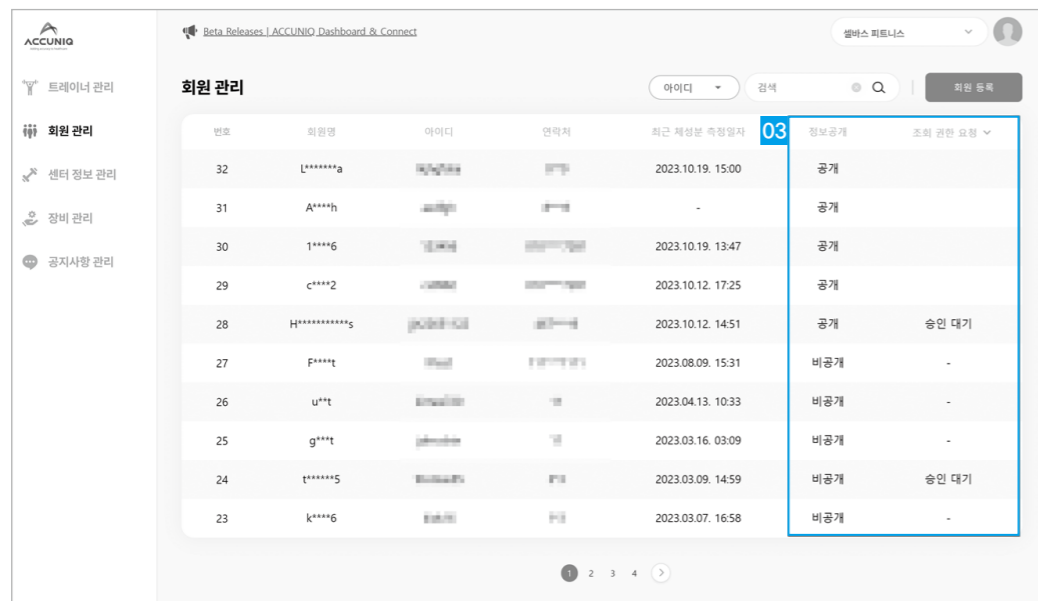 ACCUNIQ
Beta Releases | ACCUNIQ Dashboard & Connect
셀바스 피트니스
트레이너 관리
회원 관리
센터 정보 관리
장비 관리
공지사항 관리
회원 관리
아이디
검색
회원 등록
번호 회원명 아이디 연락처 최근 체성분 측정일자 03 정보공개 조회 권한 요청
32 L*******a 2023.10.19. 15:00 공개
31 A****h - 공개
30 1****6 2023.10.19. 13:47 공개
29 c****2 2023.10.12. 17:25 공개
28 H***********s 2023.10.12. 14:51 공개 승인 대기
27 F****t 2023.08.09. 15:31 비공개 -
26 u**t 2023.04.13. 10:33 비공개 -
25 g***t 2023.03.16. 03:09 비공개 -
24 t******5 2023.03.09. 14:59 비공개 승인 대기
23 k****6 2023.03.07. 16:58 비공개 -
1 2 3 4